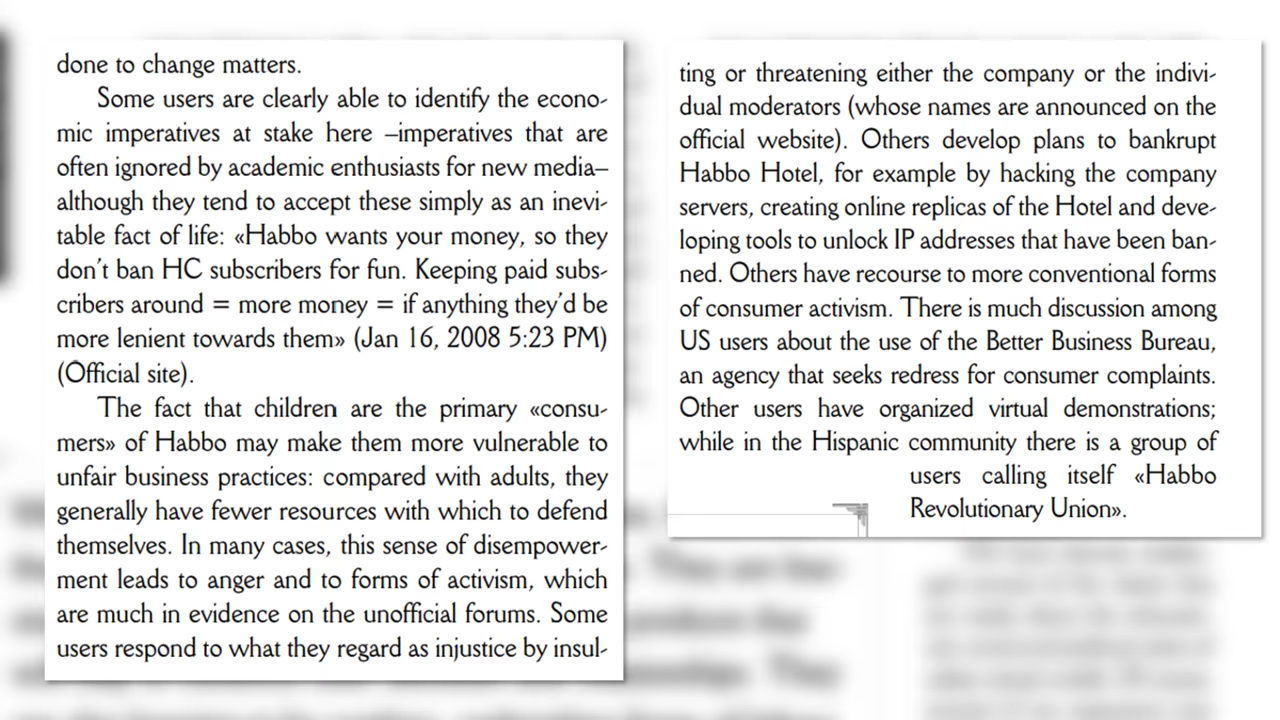 done to change matters.
Some users are clearly able to identify the econo-
mic imperatives at stake here –imperatives that are
often ignored by academic enthusiasts for new media–
although they tend to accept these simply as an inevi-
table fact of life: «Habbo wants your money, so they
don't ban HC subscribers for fun. Keeping paid subs-
cribers around = more money = if anything they'd be
more lenient towards them» (Jan 16, 2008 5:23 PM)
(Official site).
The fact that children are the primary «consu-
mers» of Habbo may make them more vulnerable to
unfair business practices: compared with adults, they
generally have fewer resources with which to defend
themselves. In many cases, this sense of disempower-
ment leads to anger and to forms of activism, which
are much in evidence on the unofficial forums. Some
users respond to what they regard as injustice by insul-
ting or threatening either the company or the indivi-
dual moderators (whose names are announced on the
official website). Others develop plans to bankrupt
Habbo Hotel, for example by hacking the company
servers, creating online replicas of the Hotel and deve-
loping tools to unlock IP addresses that have been ban-
ned. Others have recourse to more conventional forms
of consumer activism. There is much discussion among
US users about the use of the Better Business Bureau,
an agency that seeks redress for consumer complaints.
Other users have organized virtual demonstrations;
while in the Hispanic community there is a group of
users calling itself «Habbo
Revolutionary Union».